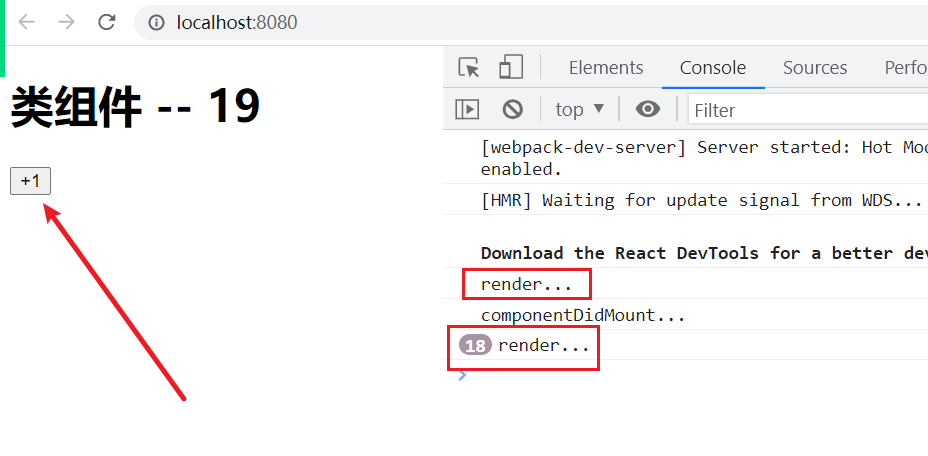 localhost:8080
类组件 -- 19
+1
Elements Console Sources Perfo
top Filter
[webpack-dev-server] Server started: Hot Mod
enabled.
[HMR] Waiting for update signal from WDS...
Download the React DevTools for a better dev
render...
componentDidMount...
18 render...